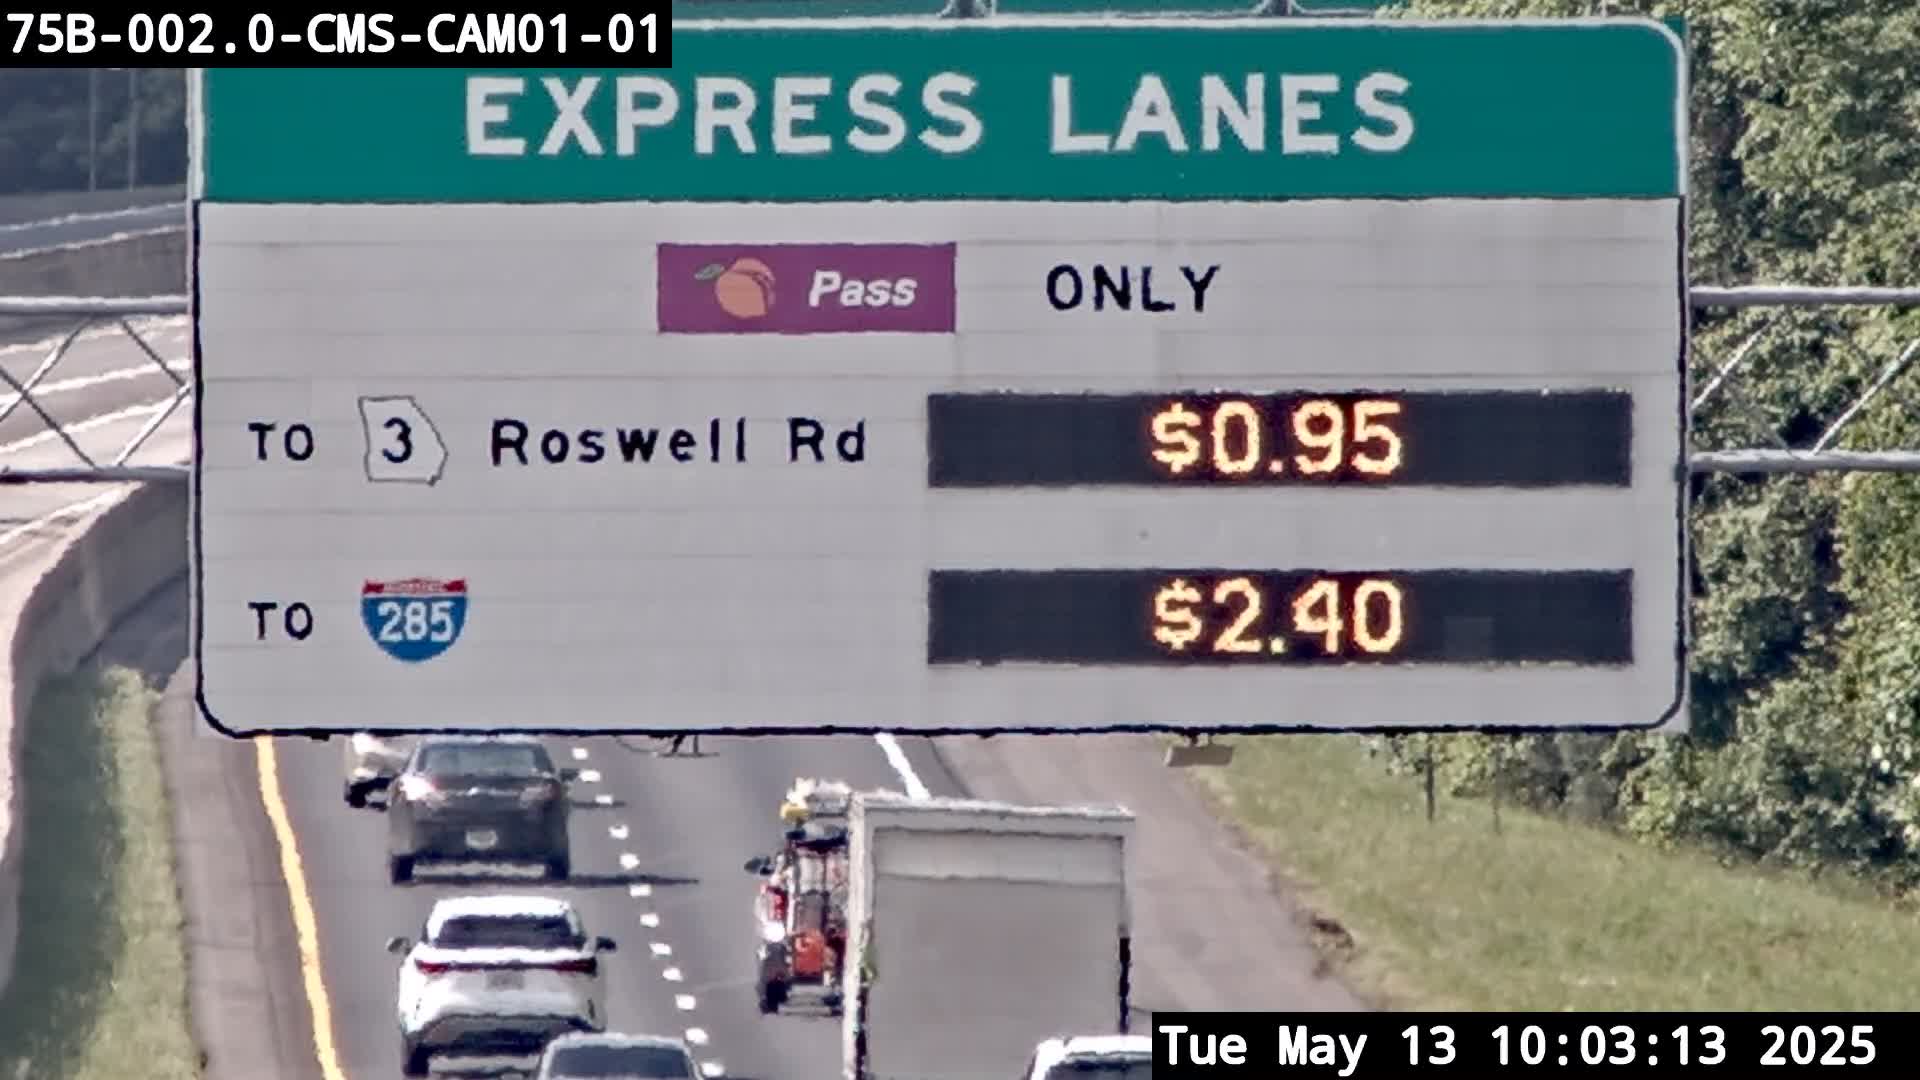 75B-002.0-CMS-CAM01-01
EXPRESS LANES
Pass ONLY
TO 3 Roswell Rd $0.95
TO 285 $2.40
Tue May 13 10:03:13 2025